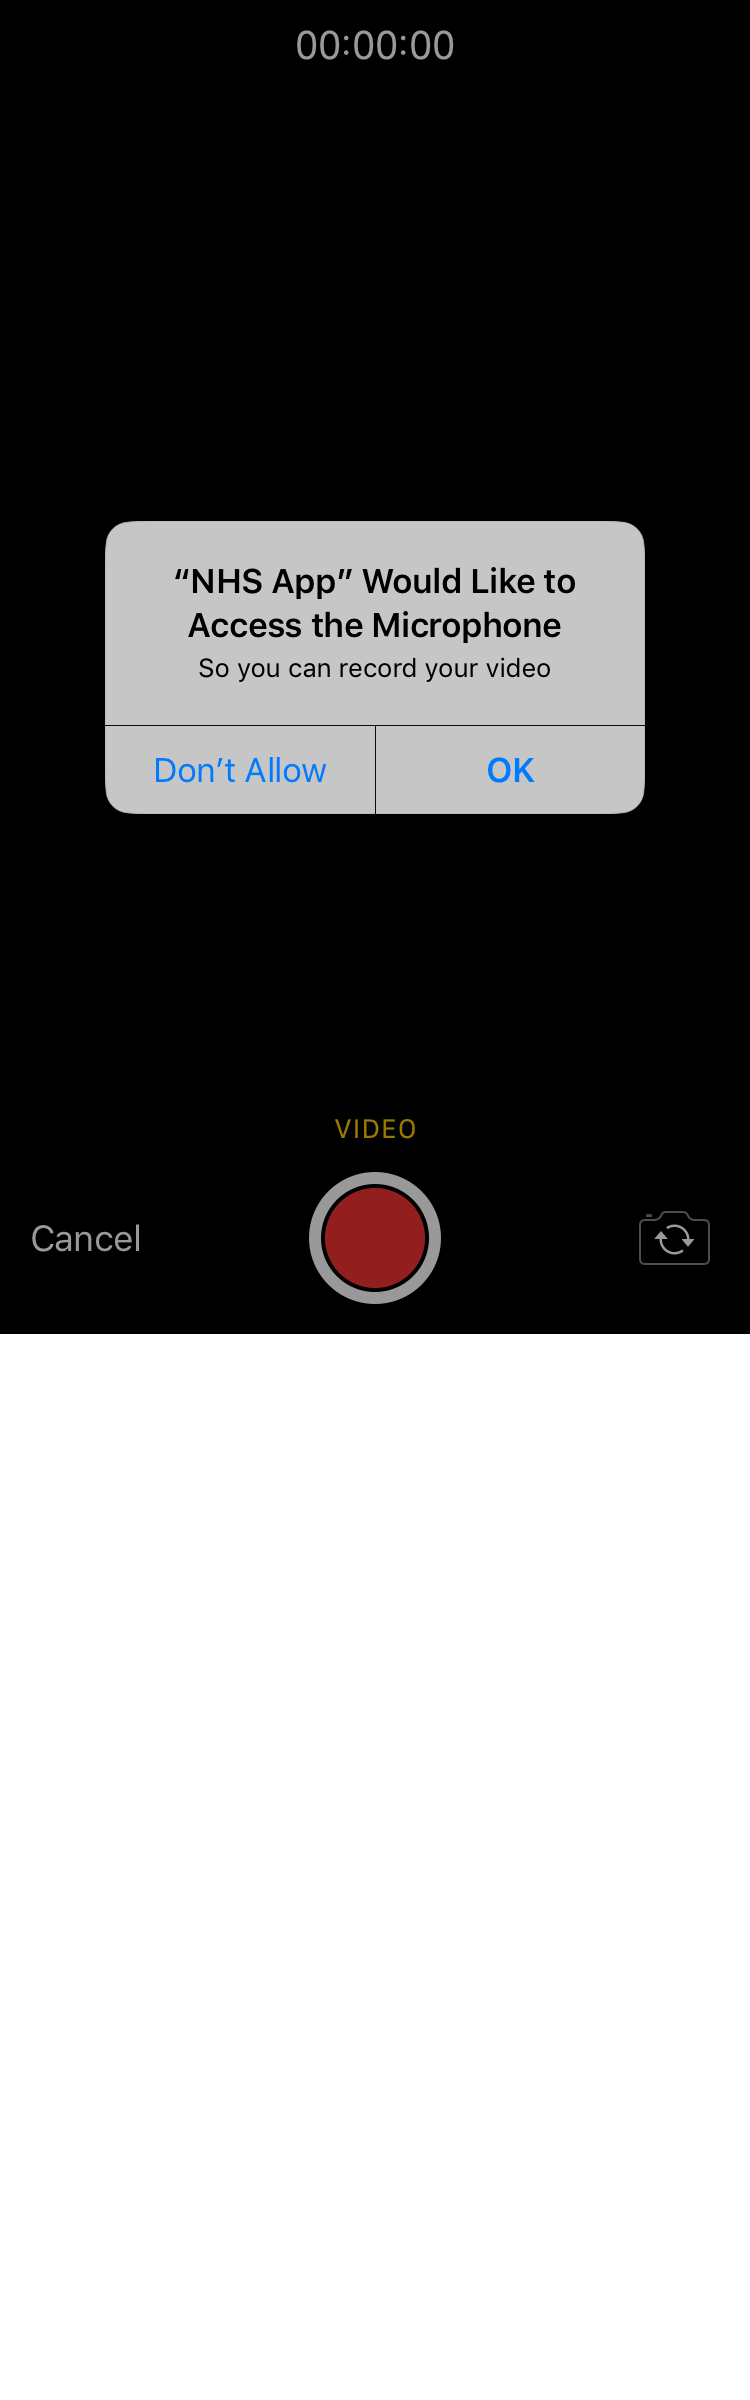 00:00:00
“NHS App” Would Like to
Access the Microphone
So you can record your video
Don’t Allow
OK
VIDEO
Cancel